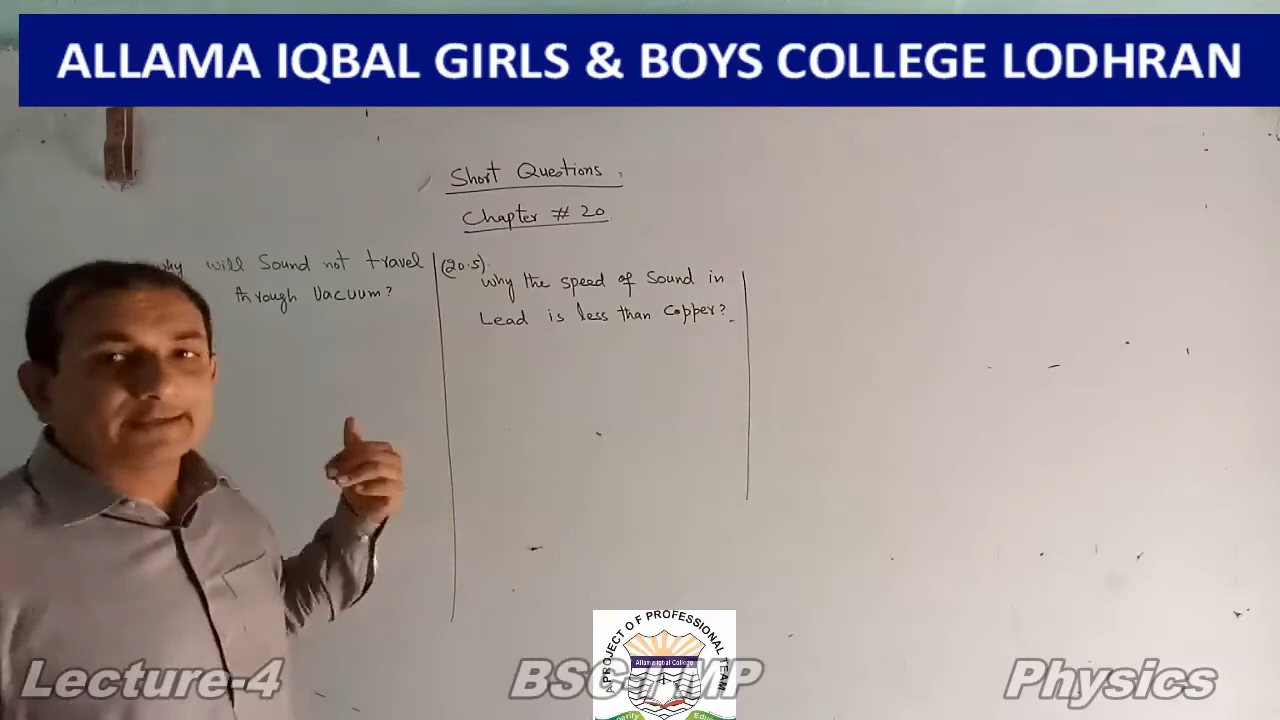 ALLAMA IQBAL GIRLS & BOYS COLLEGE LODHRAN
Short Questions
Chapter # 20
why will Sound not travel
through Vacuum?
(20.5)
why the speed of Sound in
Lead is less than Copper?
A PROJECT OF PROFESSIONAL TEAM
Allama Iqbal College
Lecture-4
BSC-
MP
Physics